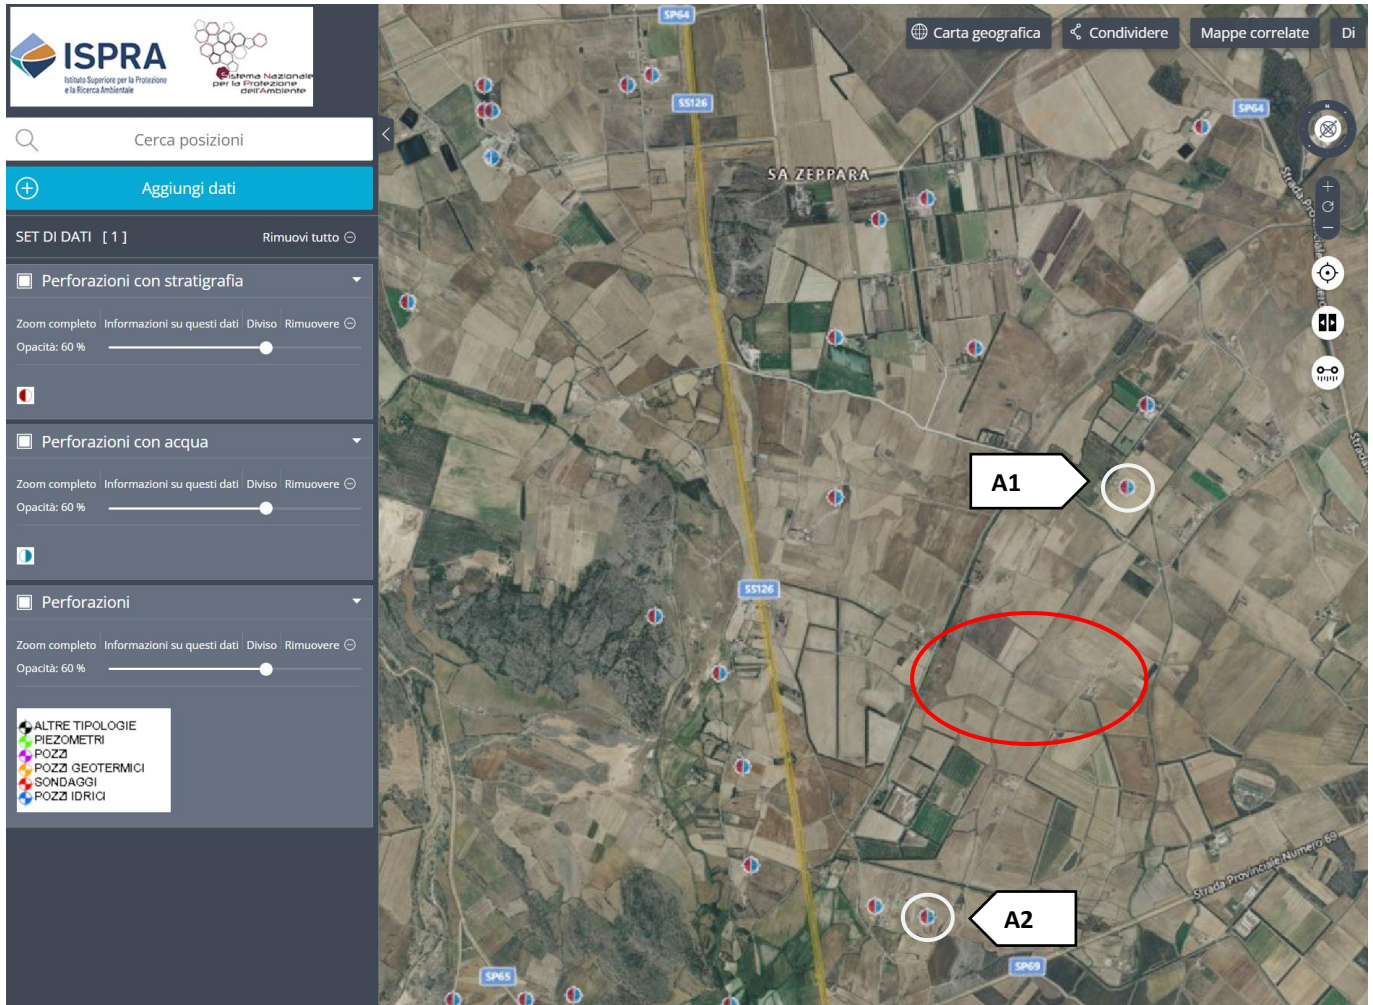 ISPRA
Istituto Superiore per la Protezione
e la Ricerca Ambientale
Sistema Nazionale
per la Protezione
dell'Ambiente
Cerca posizioni
Aggiungi dati
SET DI DATI [ 1 ]
Rimuovi tutto
Perforazioni con stratigrafia
Zoom completo Informazioni su questi dati Diviso Rimuovere
Opacità: 60 %
Perforazioni con acqua
Zoom completo Informazioni su questi dati Diviso Rimuovere
Opacità: 60 %
Perforazioni
Zoom completo Informazioni su questi dati Diviso Rimuovere
Opacità: 60 %
ALTRE TIPOLOGIE
PIEZOMETRI
POZZI
POZZI GEOTERMICI
SONDAGGI
POZZI IDRICI
Carta geografica
Condividere
Mappe correlate
Di
N
SP64
SS126
SP64
SA ZEPPARA
Strada Provinciale Numero
A1
SS126
Strada Provinciale Numero 69
A2
SP69
SP65